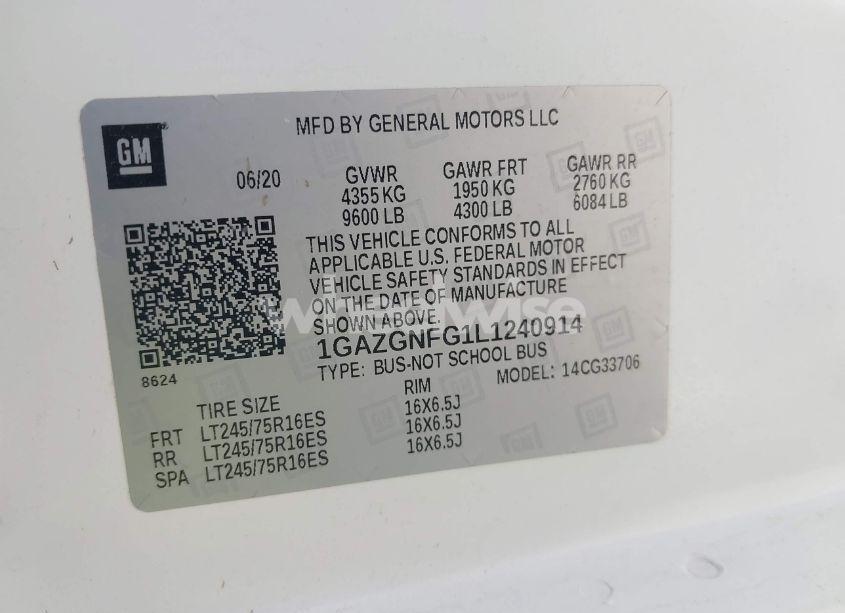 MFD BY GENERAL MOTORS LLC
GM
06/20
GVWR GAWR FRT GAWR RR
4355 KG 1950 KG 2760 KG
9600 LB 4300 LB 6084 LB
THIS VEHICLE CONFORMS TO ALL
APPLICABLE U.S. FEDERAL MOTOR
VEHICLE SAFETY STANDARDS IN EFFECT
ON THE DATE OF MANUFACTURE
SHOWN ABOVE.
wheelwise
1GAZGNFG1L1240914
TYPE: BUS-NOT SCHOOL BUS
8624
MODEL: 14CG33706
TIRE SIZE RIM
FRT LT245/75R16ES 16X6.5J
RR LT245/75R16ES 16X6.5J
SPA LT245/75R16ES 16X6.5J